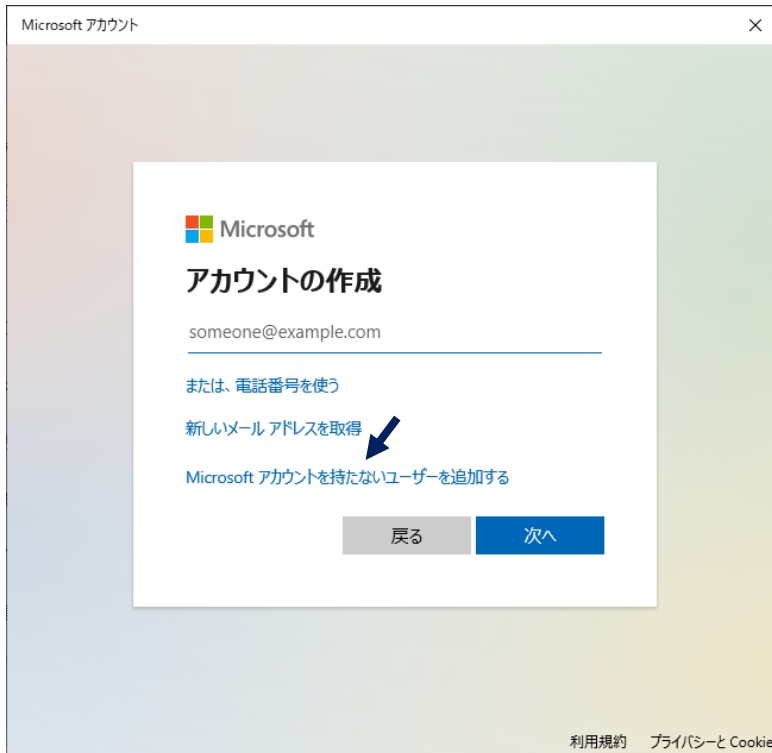 Microsoft アカウント
Microsoft
アカウントの作成
someone@example.com
または、電話番号を使う
新しいメール アドレスを取得
Microsoft アカウントを持たないユーザーを追加する
戻る
次へ
利用規約 プライバシーと Cookie